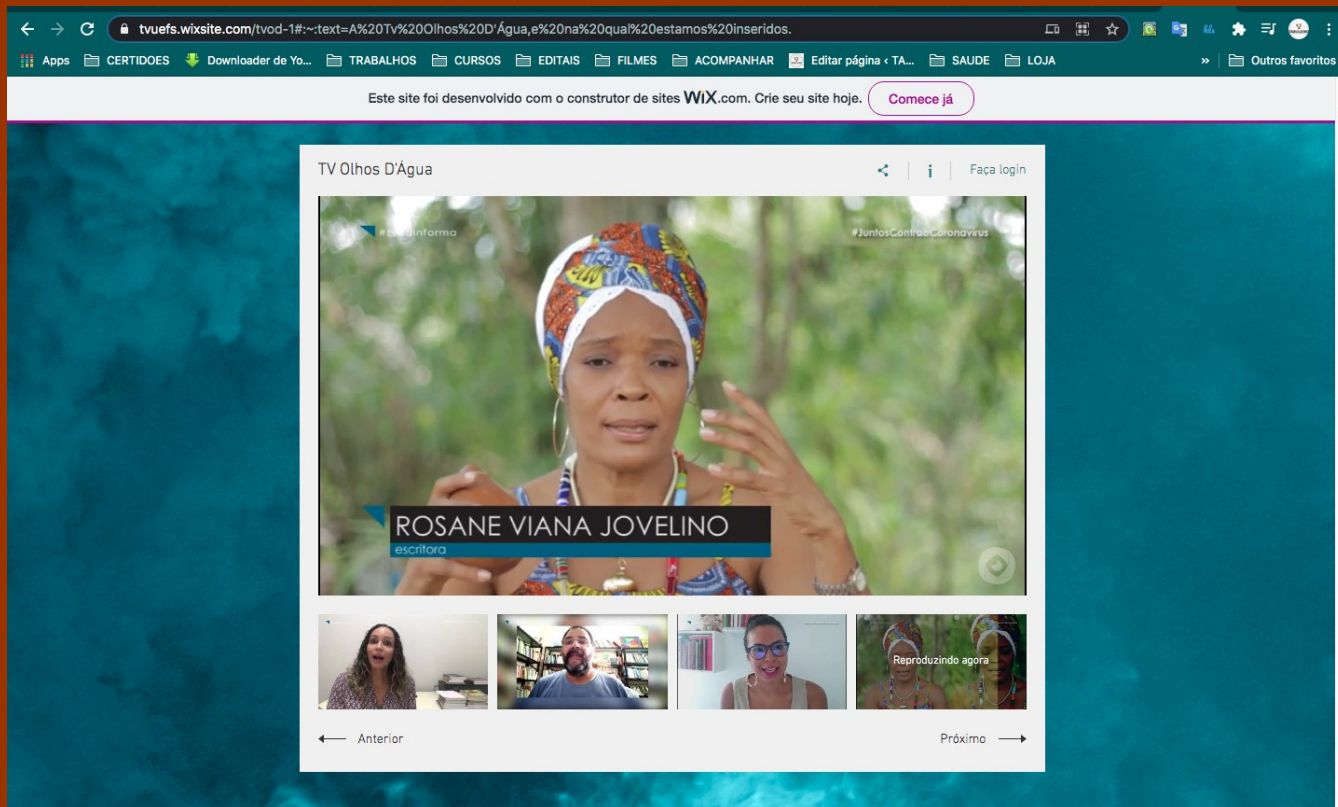 tvuefs.wixsite.com/tvod-1#:~:text=A%20Tv%20Olhos%20D'Água,e%20na%20qual%20estamos%20inseridos.
Apps CERTIDOES Downloader de Yo... TRABALHOS CURSOS EDITAIS FILMES ACOMPANHAR Editar página ‹ TA... SAUDE LOJA » Outros favoritos
Este site foi desenvolvido com o construtor de sites WiX.com. Crie seu site hoje. Comece já
TV Olhos D'Água Faça login
#JuntosContraoCoronavirus
ROSANE VIANA JOVELINO
escritora
Reproduzindo agora
Anterior Próximo